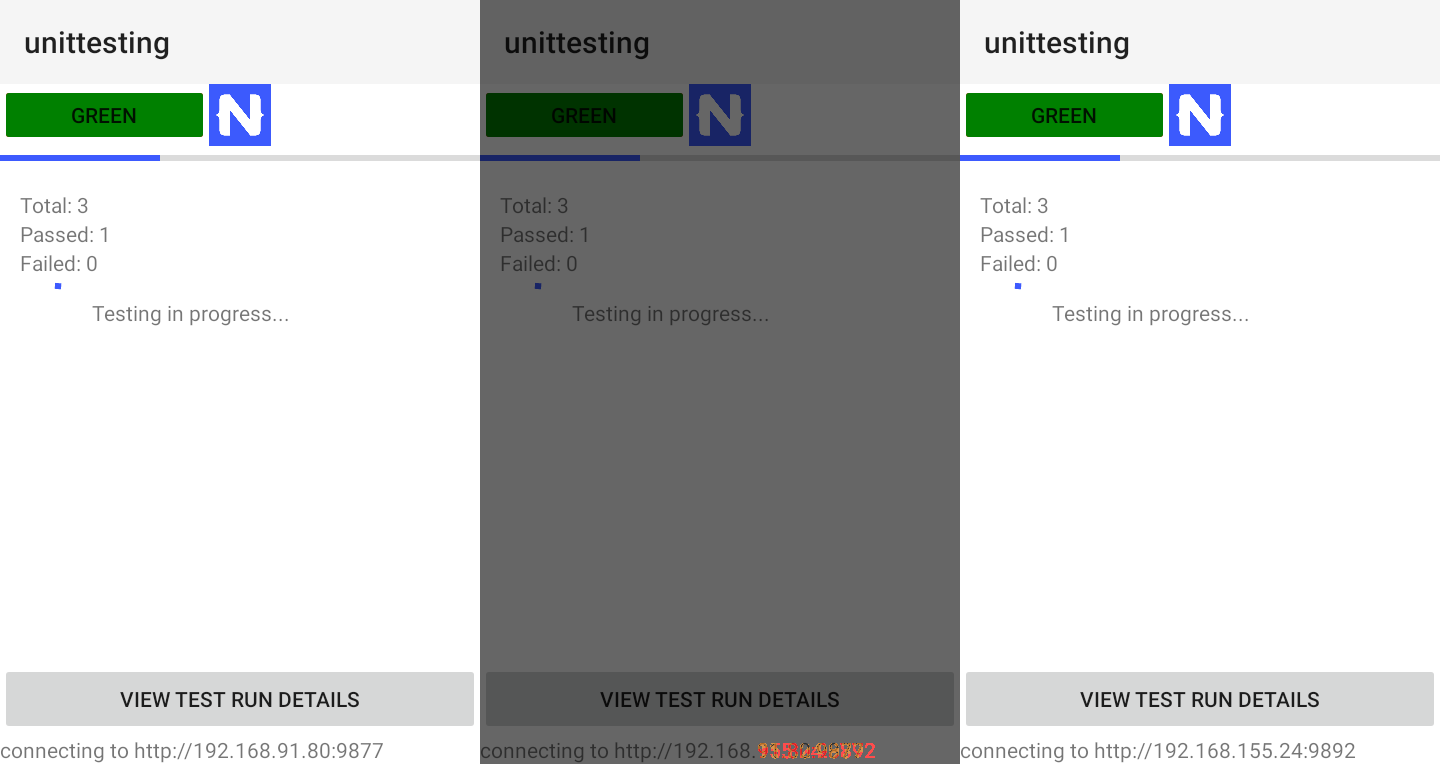 unittesting
GREEN
Total: 3
Passed: 1
Failed: 0
Testing in progress...
VIEW TEST RUN DETAILS
connecting to http://192.168.91.80:9877
unittesting
GREEN
Total: 3
Passed: 1
Failed: 0
Testing in progress...
VIEW TEST RUN DETAILS
connecting to http://192.168.
unittesting
GREEN
Total: 3
Passed: 1
Failed: 0
Testing in progress...
VIEW TEST RUN DETAILS
connecting to http://192.168.155.24:9892